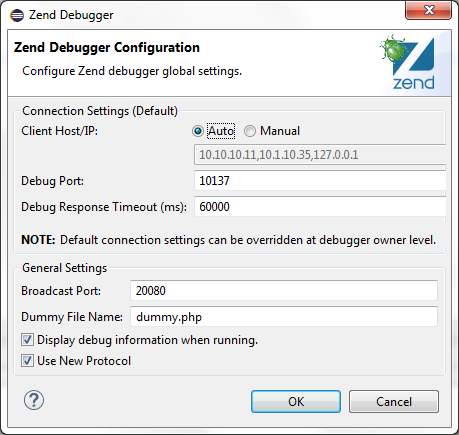 Zend Debugger
Zend Debugger Configuration
Configure Zend debugger global settings.
zend
Connection Settings (Default)
Client Host/IP: Auto Manual
10.10.10.11,10.1.10.35,127.0.0.1
Debug Port: 10137
Debug Response Timeout (ms): 60000
NOTE: Default connection settings can be overridden at debugger owner level.
General Settings
Broadcast Port: 20080
Dummy File Name: dummy.php
Display debug information when running.
Use New Protocol
? OK Cancel